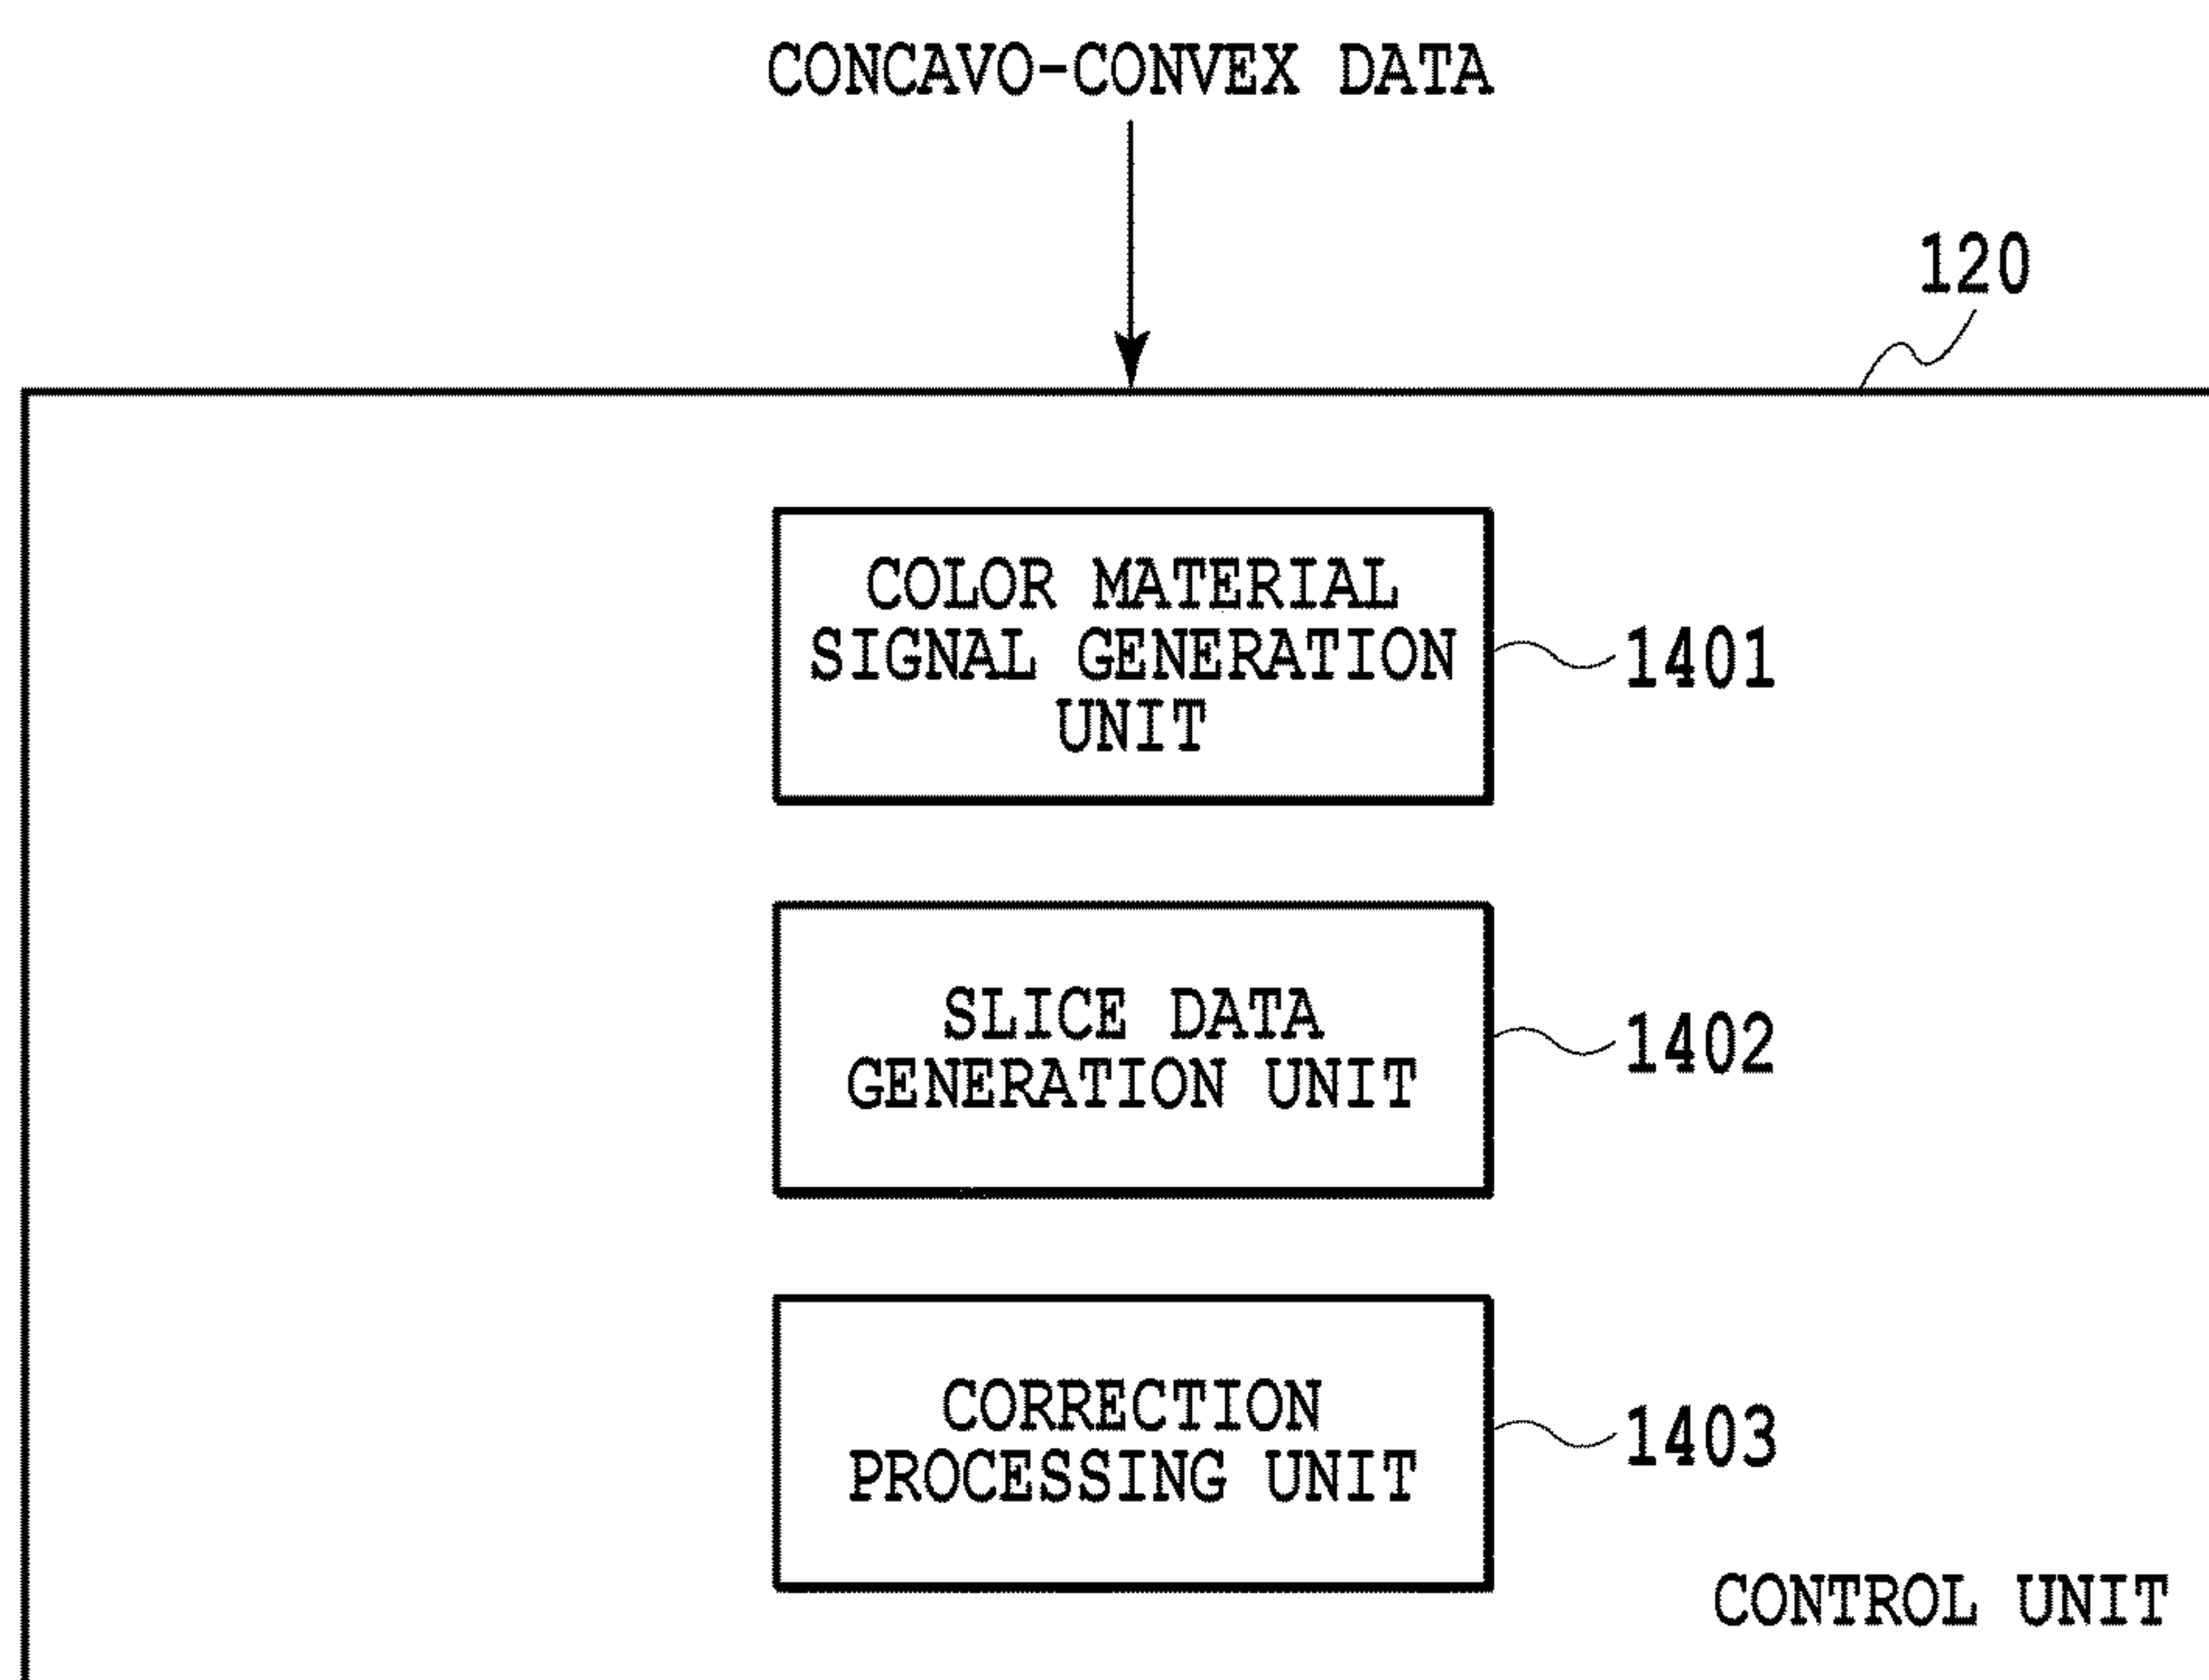 CONCAVO-CONVEX DATA
120
COLOR MATERIAL
SIGNAL GENERATION
UNIT
1401
SLICE DATA
GENERATION UNIT
1402
CORRECTION
PROCESSING UNIT
1403
CONTROL UNIT